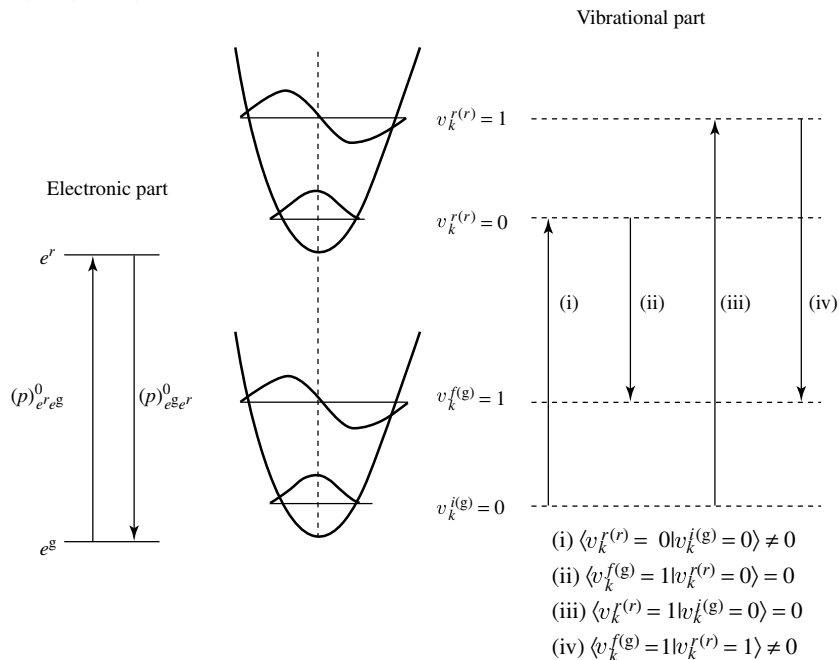 Vibrational part
Electronic part
v_k^{r(r)} = 1
v_k^{r(r)} = 0
e^r
(i)
(ii)
(iii)
(iv)
(p)^0_{e^r e^g}
(p)^0_{e^g e^r}
v_k^{f(g)} = 1
v_k^{i(g)} = 0
e^g
(i) ⟨v_k^{r(r)} = 0|v_k^{i(g)} = 0⟩ ≠ 0
(ii) ⟨v_k^{f(g)} = 1|v_k^{r(r)} = 0⟩ = 0
(iii) ⟨v_k^{r(r)} = 1|v_k^{i(g)} = 0⟩ = 0
(iv) ⟨v_k^{f(g)} = 1|v_k^{r(r)} = 1⟩ ≠ 0